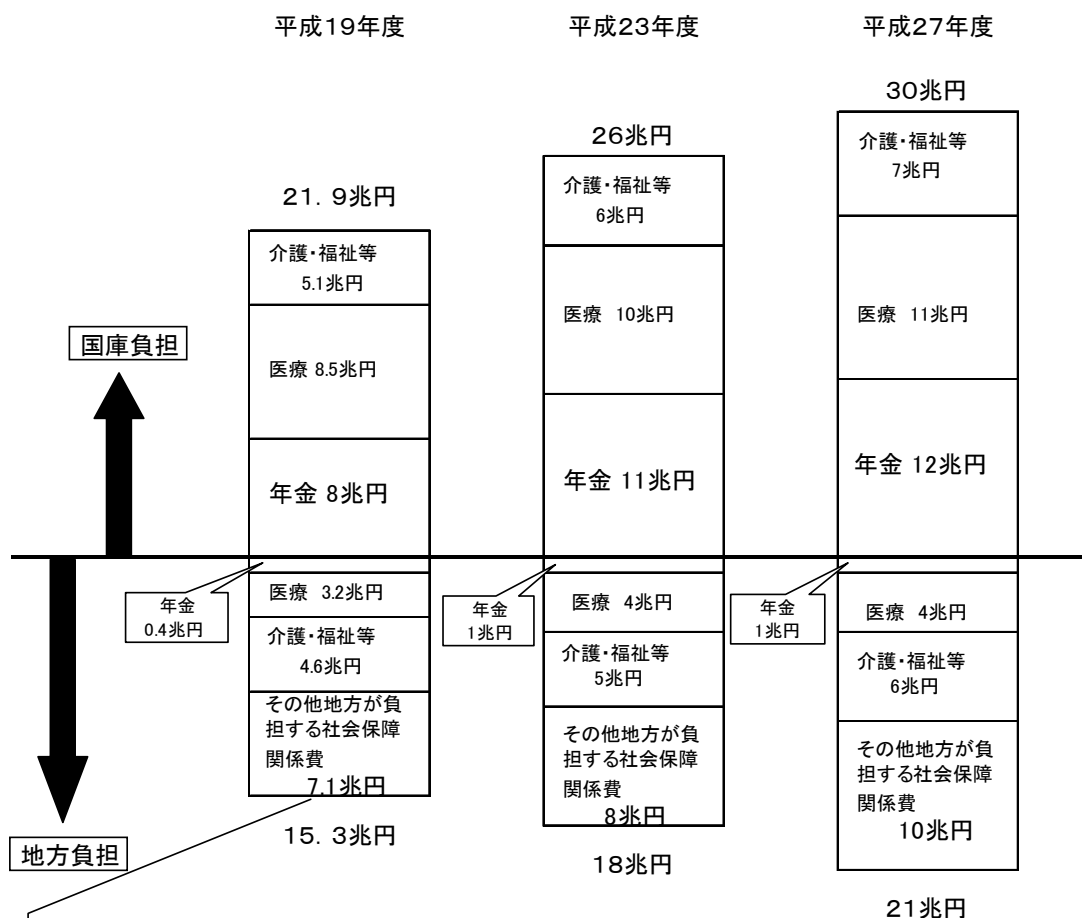 平成19年度
平成23年度
平成27年度
30兆円
26兆円
21．9兆円
介護・福祉等
5.1兆円
介護・福祉等
6兆円
介護・福祉等
7兆円
国庫負担
医療 8.5兆円
医療 10兆円
医療 11兆円
年金 8兆円
年金 11兆円
年金 12兆円
年金
0.4兆円
年金
1兆円
年金
1兆円
医療 3.2兆円
医療 4兆円
医療 4兆円
介護・福祉等
4.6兆円
介護・福祉等
5兆円
介護・福祉等
6兆円
その他地方が負
担する社会保障
関係費
7.1兆円
その他地方が負
担する社会保障
関係費
8兆円
その他地方が負
担する社会保障
関係費
10兆円
地方負担
15．3兆円
18兆円
21兆円